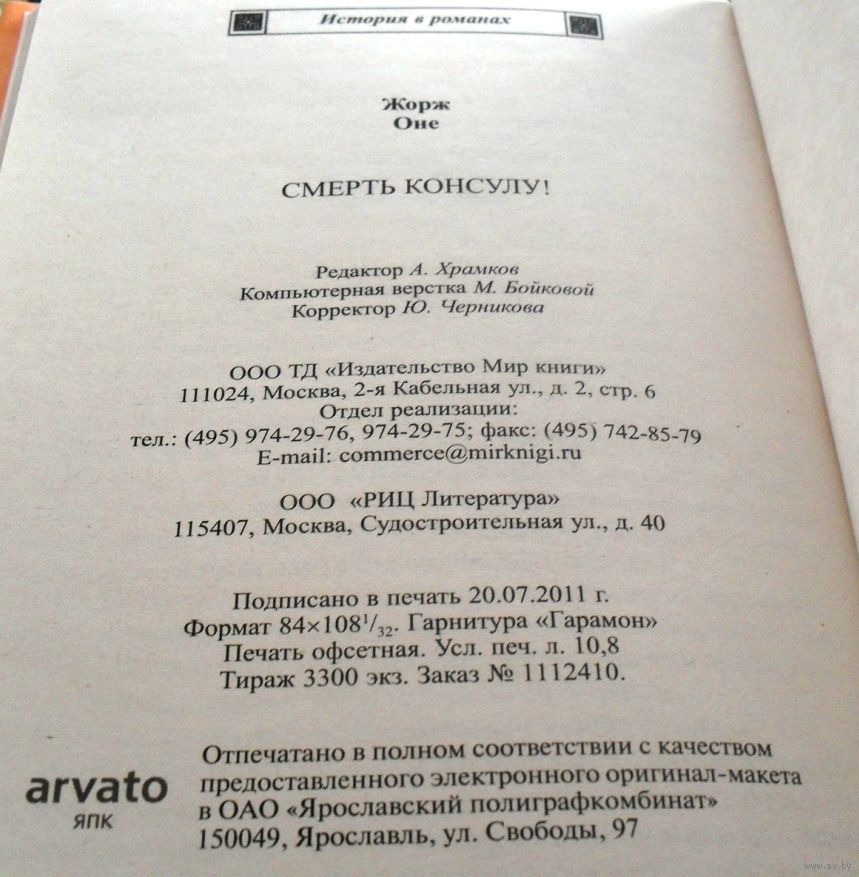 История в романах
Жорж
Оне
СМЕРТЬ КОНСУЛУ!
Редактор А. Храмков
Компьютерная верстка М. Бойковой
Корректор Ю. Черникова
ООО ТД «Издательство Мир книги»
111024, Москва, 2-я Кабельная ул., д. 2, стр. 6
Отдел реализации:
тел.: (495) 974-29-76, 974-29-75; факс: (495) 742-85-79
E-mail: commerce@mirknigi.ru
ООО «РИЦ Литература»
115407, Москва, Судостроительная ул., д. 40
Подписано в печать 20.07.2011 г.
Формат 84×108¹/₃₂. Гарнитура «Гарамон»
Печать офсетная. Усл. печ. л. 10,8
Тираж 3300 экз. Заказ № 1112410.
arvato
ЯПК
Отпечатано в полном соответствии с качеством
предоставленного электронного оригинал-макета
в ОАО «Ярославский полиграфкомбинат»
150049, Ярославль, ул. Свободы, 97
www.ay.by